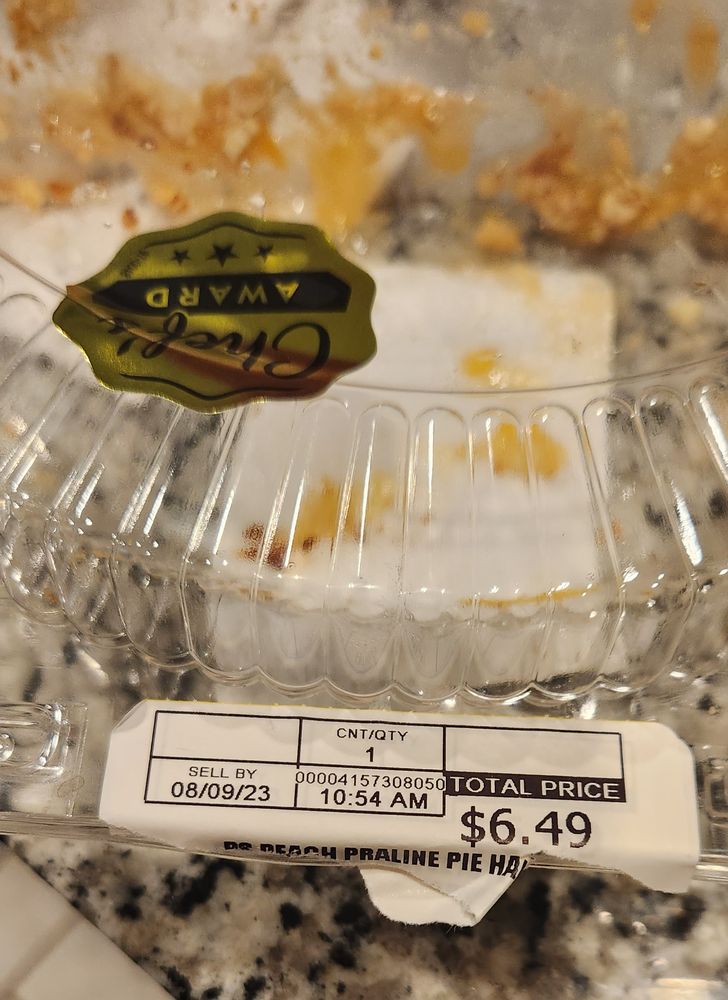 Chef's
AWARD
CNT/QTY
1
SELL BY
08/09/23
00004157308050
10:54 AM
TOTAL PRICE
$6.49
PEACH PRALINE PIE